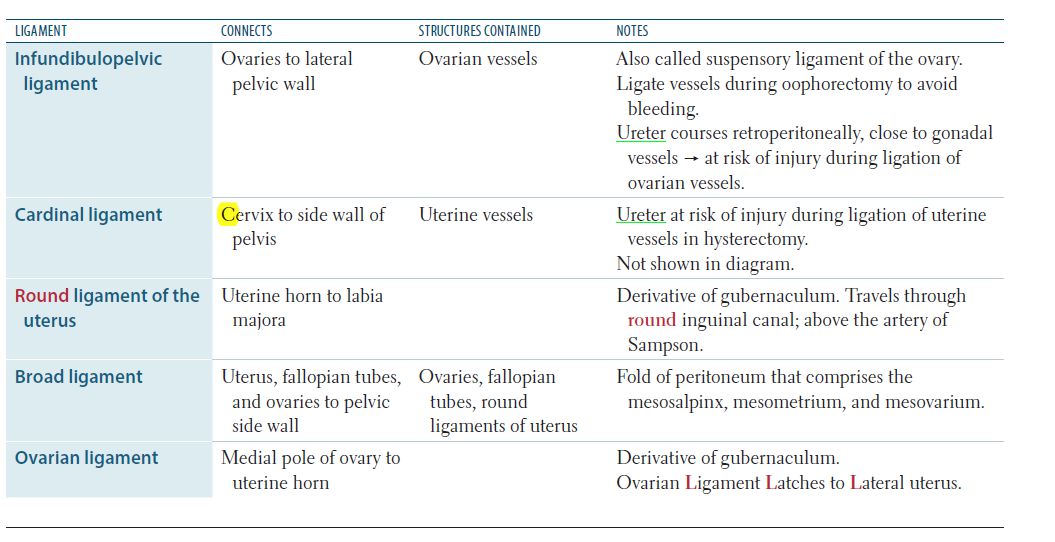 LIGAMENT CONNECTS STRUCTURES CONTAINED NOTES
Infundibulopelvic ligament
Ovaries to lateral
pelvic wall
Ovarian vessels
Also called suspensory ligament of the ovary.
Ligate vessels during oophorectomy to avoid
bleeding.
Ureter courses retroperitoneally, close to gonadal
vessels → at risk of injury during ligation of
ovarian vessels.
Cardinal ligament
Cervix to side wall of
pelvis
Uterine vessels
Ureter at risk of injury during ligation of uterine
vessels in hysterectomy.
Not shown in diagram.
Round ligament of the
uterus
Uterine horn to labia
majora
Derivative of gubernaculum. Travels through
round inguinal canal; above the artery of
Sampson.
Broad ligament
Uterus, fallopian tubes,
and ovaries to pelvic
side wall
Ovaries, fallopian
tubes, round
ligaments of uterus
Fold of peritoneum that comprises the
mesosalpinx, mesometrium, and mesovarium.
Ovarian ligament
Medial pole of ovary to
uterine horn
Derivative of gubernaculum.
Ovarian Ligament Latches to Lateral uterus.